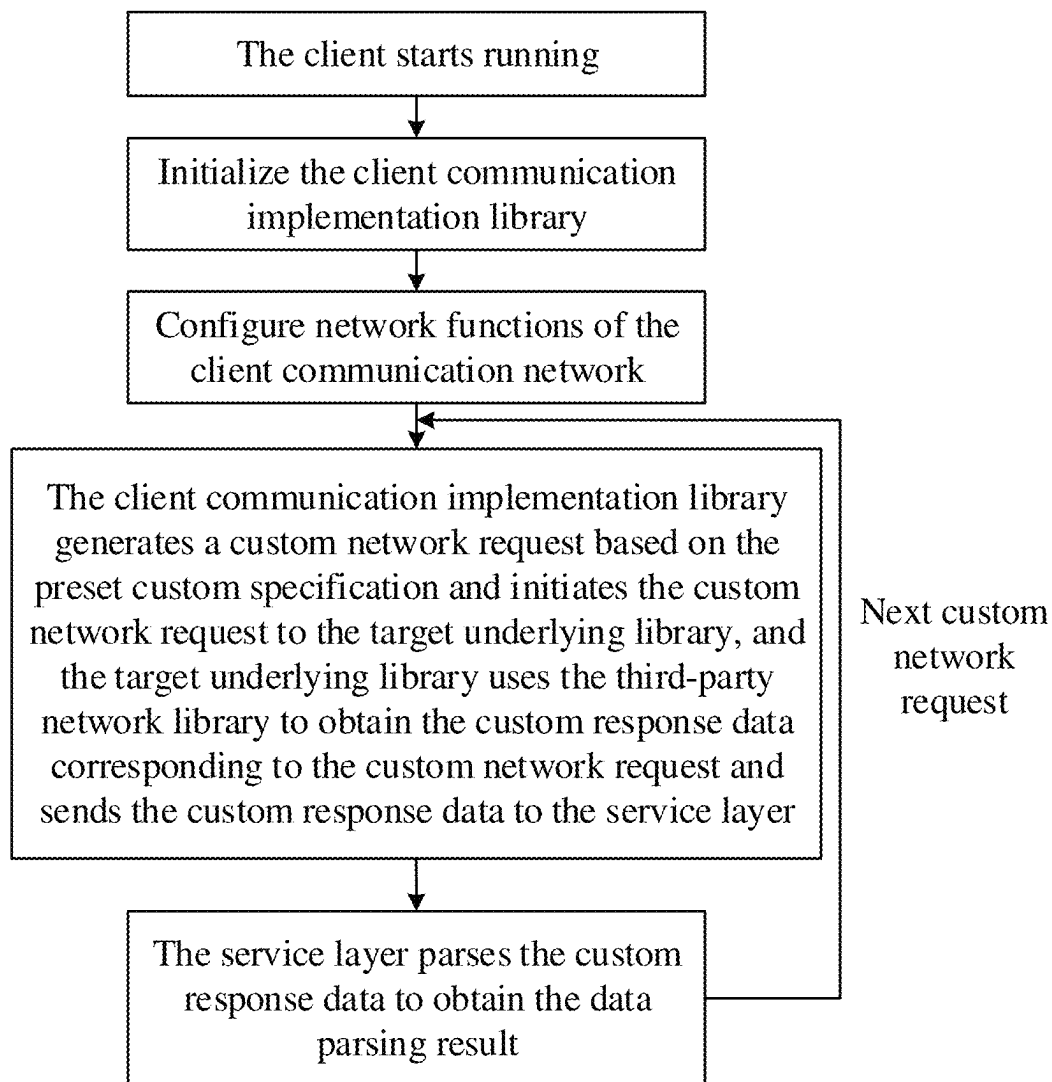 The client starts running
Initialize the client communication
implementation library
Configure network functions of the
client communication network
The client communication implementation library
generates a custom network request based on the
preset custom specification and initiates the custom
network request to the target underlying library, and
the target underlying library uses the third-party
network library to obtain the custom response data
corresponding to the custom network request and
sends the custom response data to the service layer
Next custom
network
request
The service layer parses the custom
response data to obtain the data
parsing result